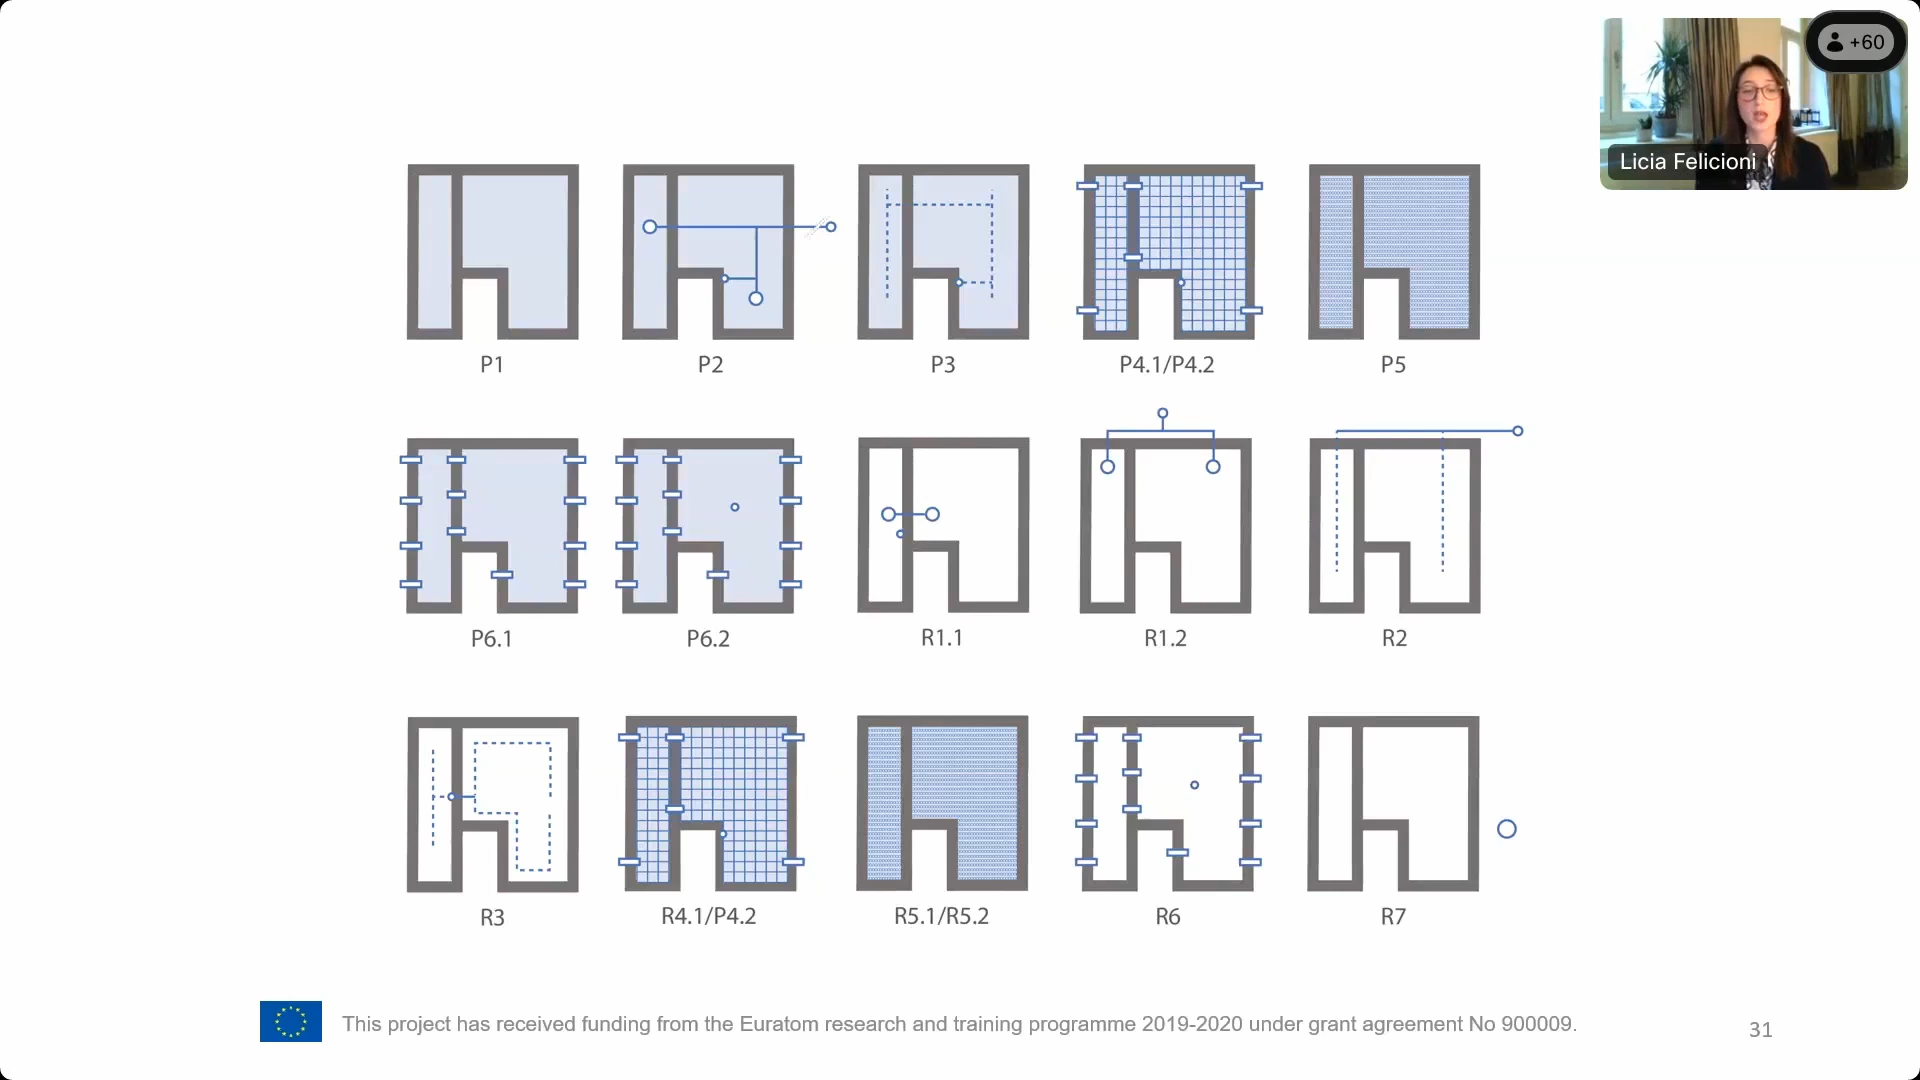 +60
Licia Felicioni
P1
P2
P3
P4.1/P4.2
P5
P6.1
P6.2
R1.1
R1.2
R2
R3
R4.1/P4.2
R5.1/R5.2
R6
R7
This project has received funding from the Euratom research and training programme 2019-2020 under grant agreement No 900009.
31